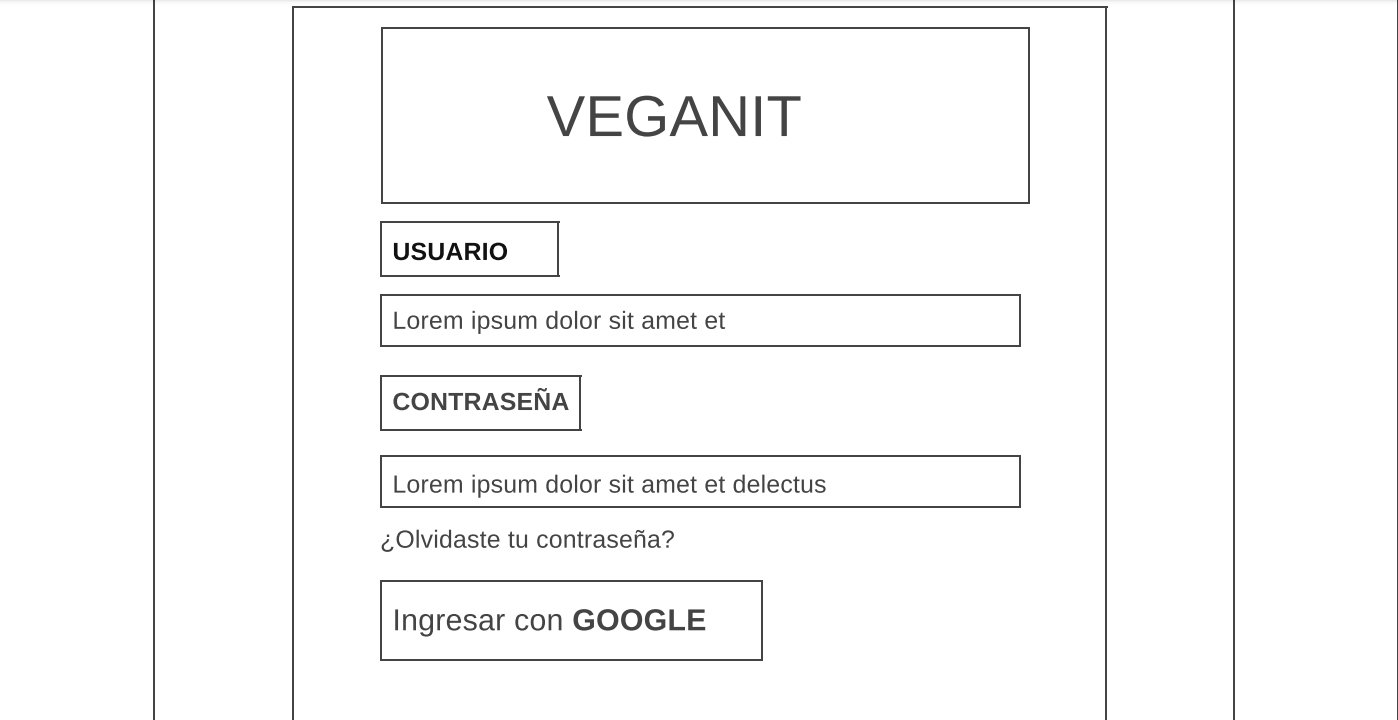 VEGANIT
USUARIO
Lorem ipsum dolor sit amet et
CONTRASEÑA
Lorem ipsum dolor sit amet et delectus
¿Olvidaste tu contraseña?
Ingresar con GOOGLE